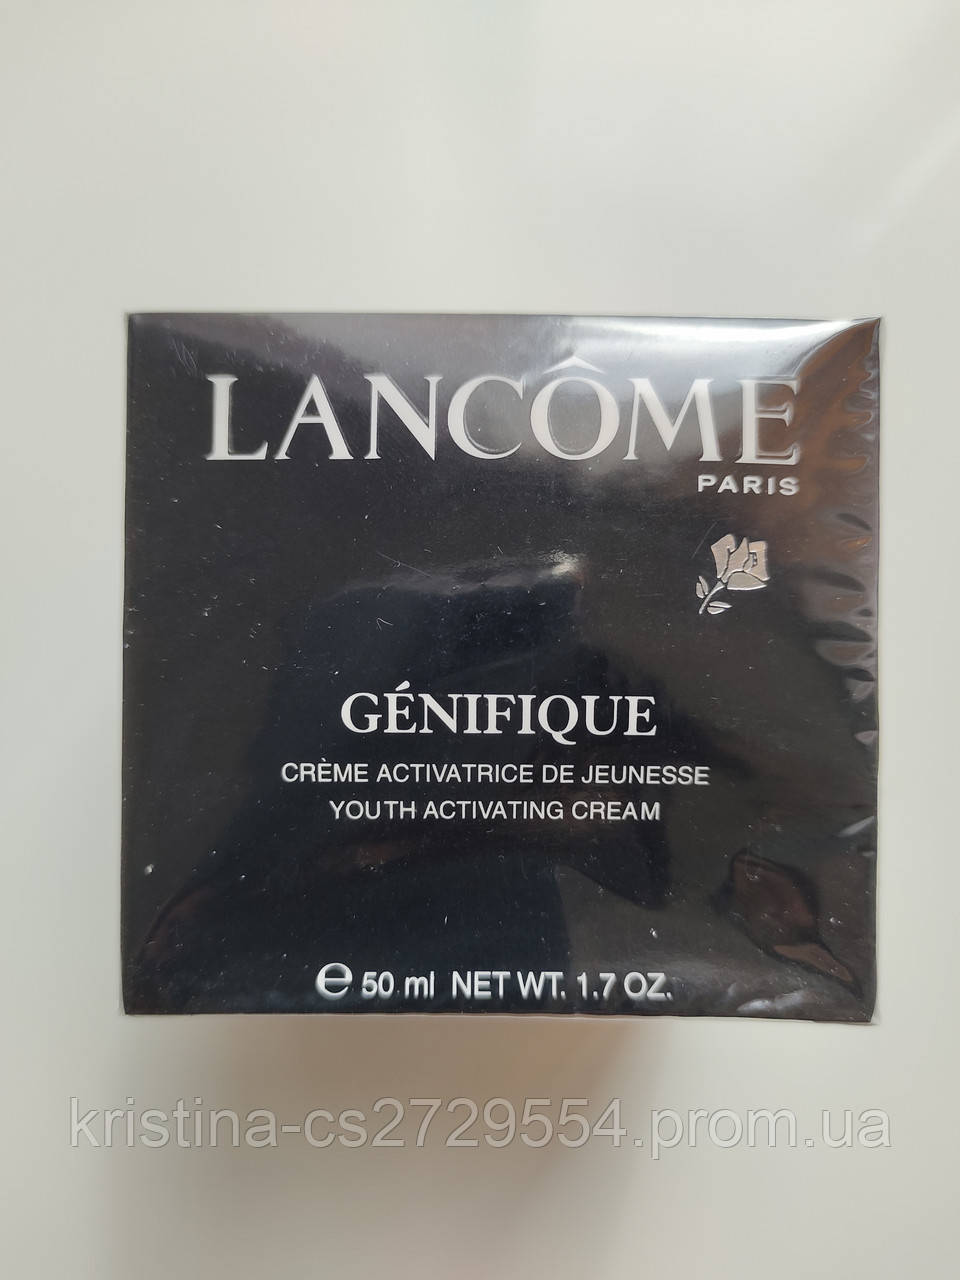 LANCÔME
PARIS
GÉNIFIQUE
CRÈME ACTIVATRICE DE JEUNESSE
YOUTH ACTIVATING CREAM
℮ 50 ml NET WT. 1.7 OZ.
kristina-cs2729554.prom.ua